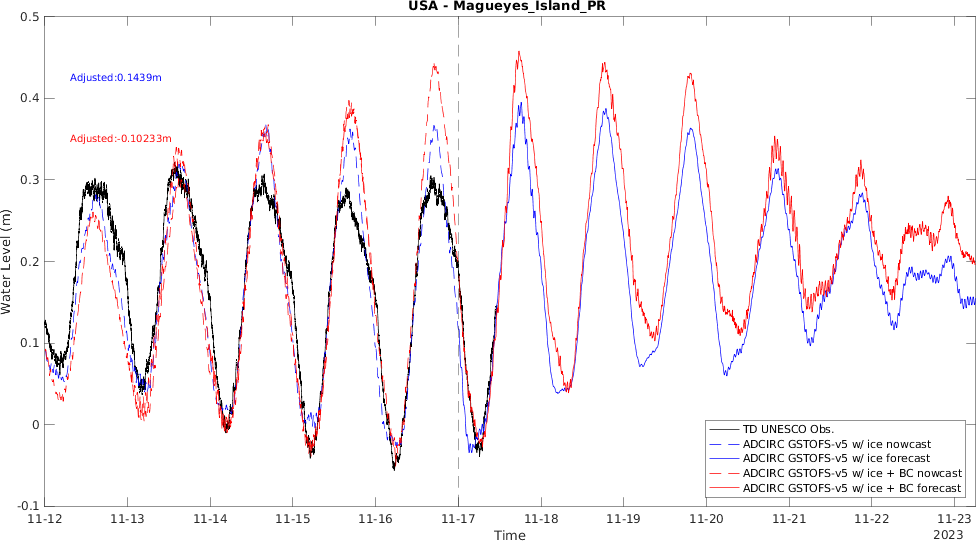 USA - Magueyes_Island_PR
0.5
0.4
0.3
0.2
0.1
0
-0.1
Water Level (m)
Adjusted:0.1439m
Adjusted:-0.10233m
TD UNESCO Obs.
ADCIRC GSTOFS-v5 w/ ice nowcast
ADCIRC GSTOFS-v5 w/ ice forecast
ADCIRC GSTOFS-v5 w/ ice + BC nowcast
ADCIRC GSTOFS-v5 w/ ice + BC forecast
11-12 11-13 11-14 11-15 11-16 11-17 11-18 11-19 11-20 11-21 11-22 11-23
Time
2023